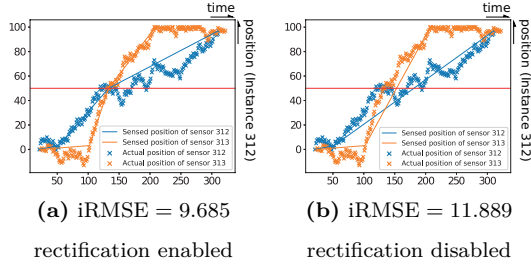 time
100
80
60
40
20
0
50 100 150 200 250 300
position (Instance 312)
Sensed position of sensor 312
Sensed position of sensor 313
Actual position of sensor 312
Actual position of sensor 313
(a) iRMSE = 9.685
rectification enabled
time
100
80
60
40
20
0
50 100 150 200 250 300
position (Instance 312)
Sensed position of sensor 312
Sensed position of sensor 313
Actual position of sensor 312
Actual position of sensor 313
(b) iRMSE = 11.889
rectification disabled